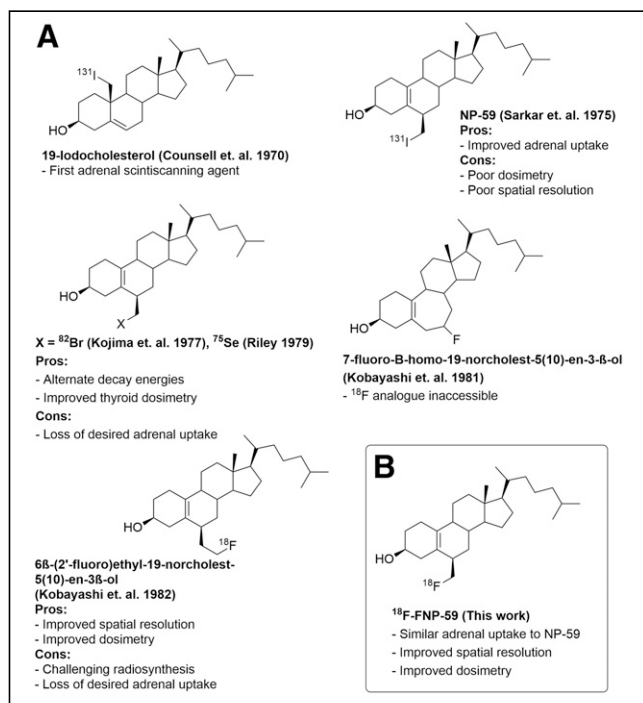 A
131I
HO
19-Iodocholesterol (Counsell et. al. 1970)
- First adrenal scintiscanning agent
HO
131I
NP-59 (Sarkar et. al. 1975)
Pros:
- Improved adrenal uptake
Cons:
- Poor dosimetry
- Poor spatial resolution
HO
X
X = 82Br (Kojima et. al. 1977), 75Se (Riley 1979)
Pros:
- Alternate decay energies
- Improved thyroid dosimetry
Cons:
- Loss of desired adrenal uptake
HO
F
7-fluoro-B-homo-19-norcholest-5(10)-en-3-ß-ol
(Kobayashi et. al. 1981)
- 18F analogue inaccessible
HO
18F
6ß-(2'-fluoro)ethyl-19-norcholest-
5(10)-en-3ß-ol
(Kobayashi et. al. 1982)
Pros:
- Improved spatial resolution
- Improved dosimetry
Cons:
- Challenging radiosynthesis
- Loss of desired adrenal uptake
B
HO
18F
18F-FNP-59 (This work)
- Similar adrenal uptake to NP-59
- Improved spatial resolution
- Improved dosimetry